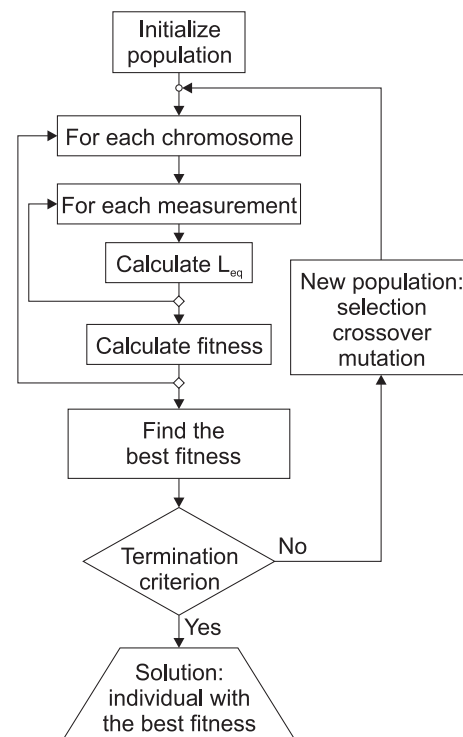 Initialize
population
For each chromosome
For each measurement
Calculate Leq
Calculate fitness
New population:
selection
crossover
mutation
Find the
best fitness
Termination
criterion
No
Yes
Solution:
individual with
the best fitness